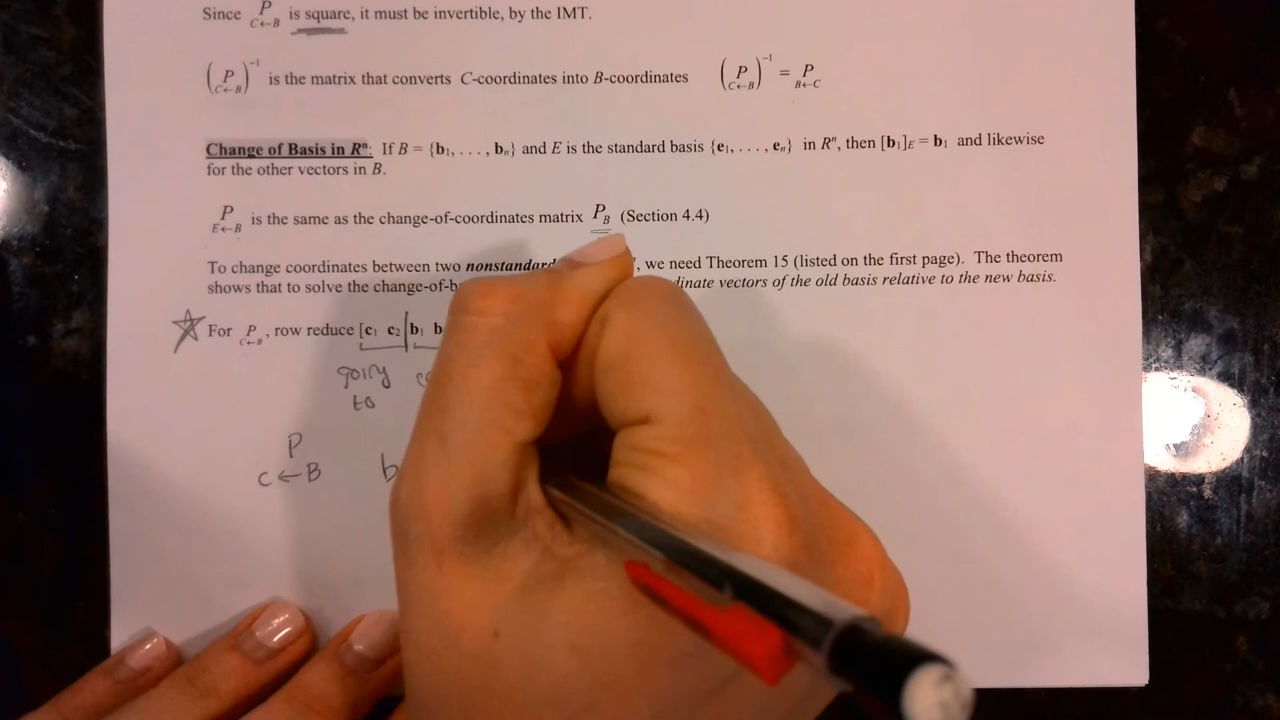 Since P C←B is square, it must be invertible, by the IMT.
(P C←B)⁻¹ is the matrix that converts C-coordinates into B-coordinates (P C←B)⁻¹ = P B←C
Change of Basis in Rⁿ: If B = {b₁, . . . , bₙ} and E is the standard basis {e₁, . . . , eₙ} in Rⁿ, then [b₁]E = b₁ and likewise
for the other vectors in B.
P E←B is the same as the change-of-coordinates matrix PB (Section 4.4)
To change coordinates between two nonstandard , we need Theorem 15 (listed on the first page). The theorem
shows that to solve the change-of- vectors of the old basis relative to the new basis.
For P C←B, row reduce [c₁ c₂ b₁ b
going
to
P
C←B b